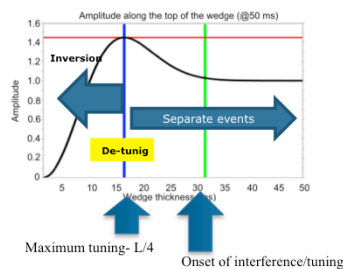 Amplitude along the top of the wedge (@50 ms)
1.6
1.4
1.2
1.0
0.8
0.6
0.4
0.2
0
Amplitude
Inversion
Separate events
De-tunig
5 10 15 20 25 30 35 40 45 50
Wedge thickness
Maximum tuning- L/4
Onset of interference/tuning